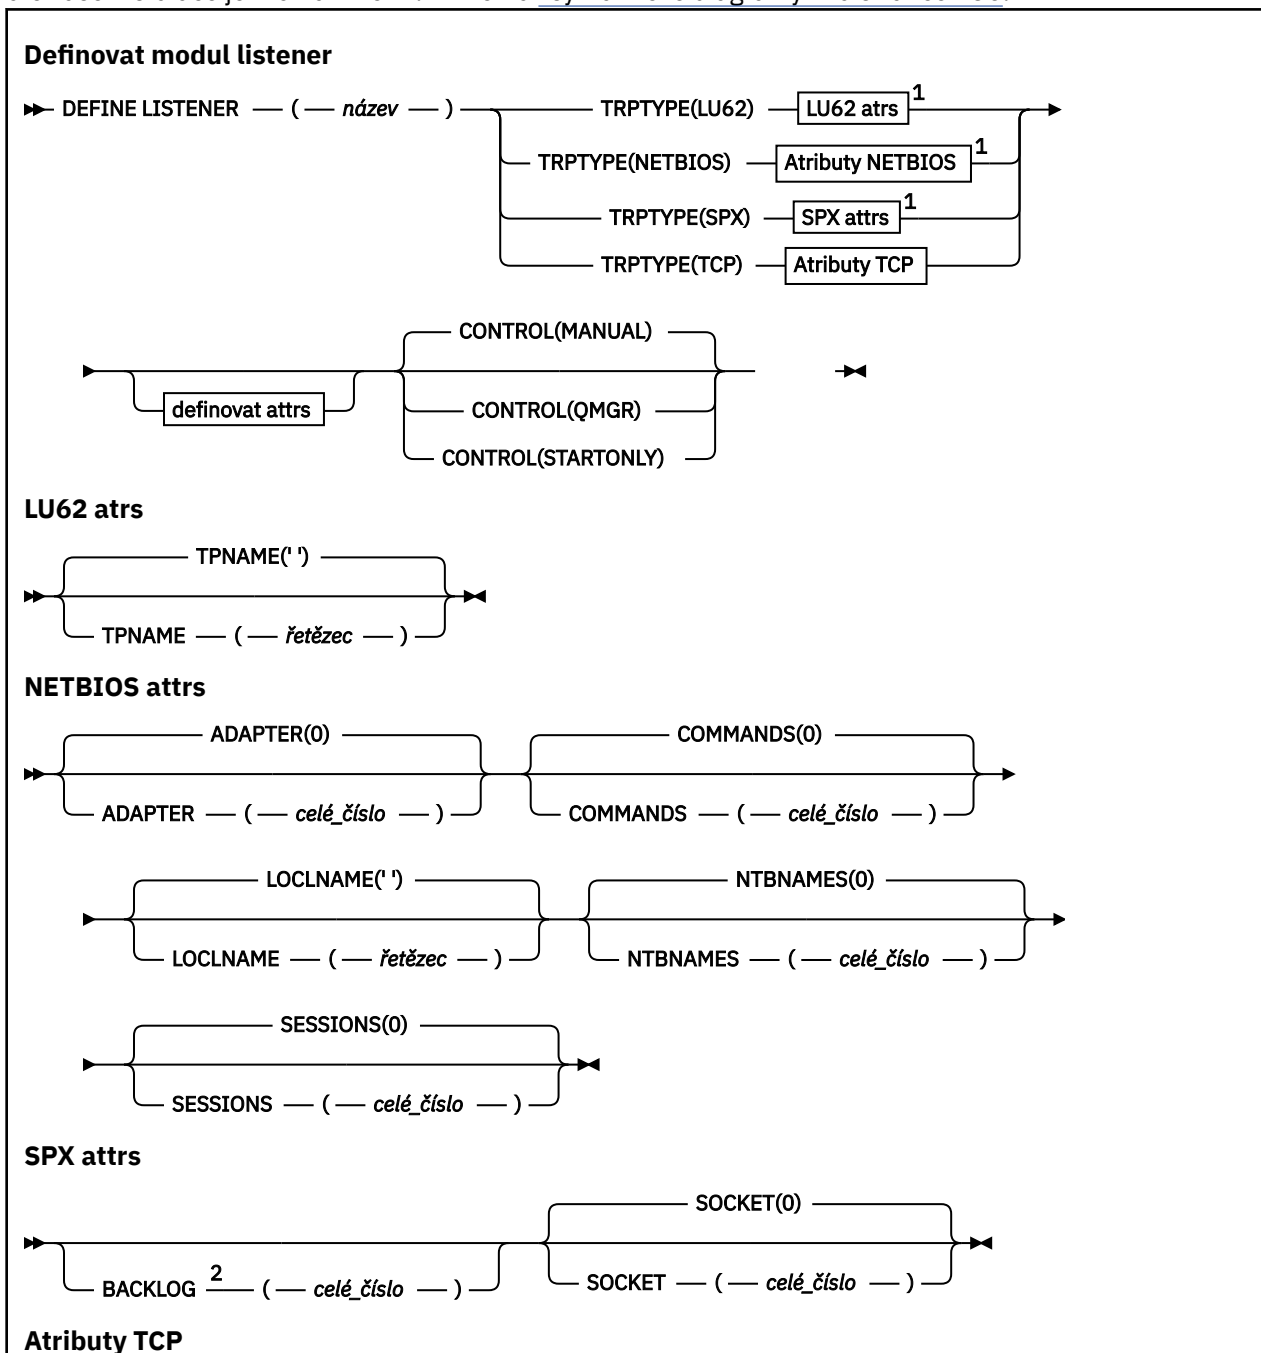 Definovat modul listener
DEFINE LISTENER ( název ) TRPTYPE(LU62) LU62 atrs 1
TRPTYPE(NETBIOS) Atributy NETBIOS 1
TRPTYPE(SPX) SPX attrs 1
TRPTYPE(TCP) Atributy TCP
CONTROL(MANUAL)
definovat attrs
CONTROL(QMGR)
CONTROL(STARTONLY)
LU62 atrs
TPNAME(' ')
TPNAME ( řetězec )
NETBIOS attrs
ADAPTER(0) COMMANDS(0)
ADAPTER ( celé_číslo ) COMMANDS ( celé_číslo )
LOCLNAME(' ') NTBNAMES(0)
LOCLNAME ( řetězec ) NTBNAMES ( celé_číslo )
SESSIONS(0)
SESSIONS ( celé_číslo )
SPX attrs
SOCKET(0)
BACKLOG 2 ( celé_číslo ) SOCKET ( celé_číslo )
Atributy TCP